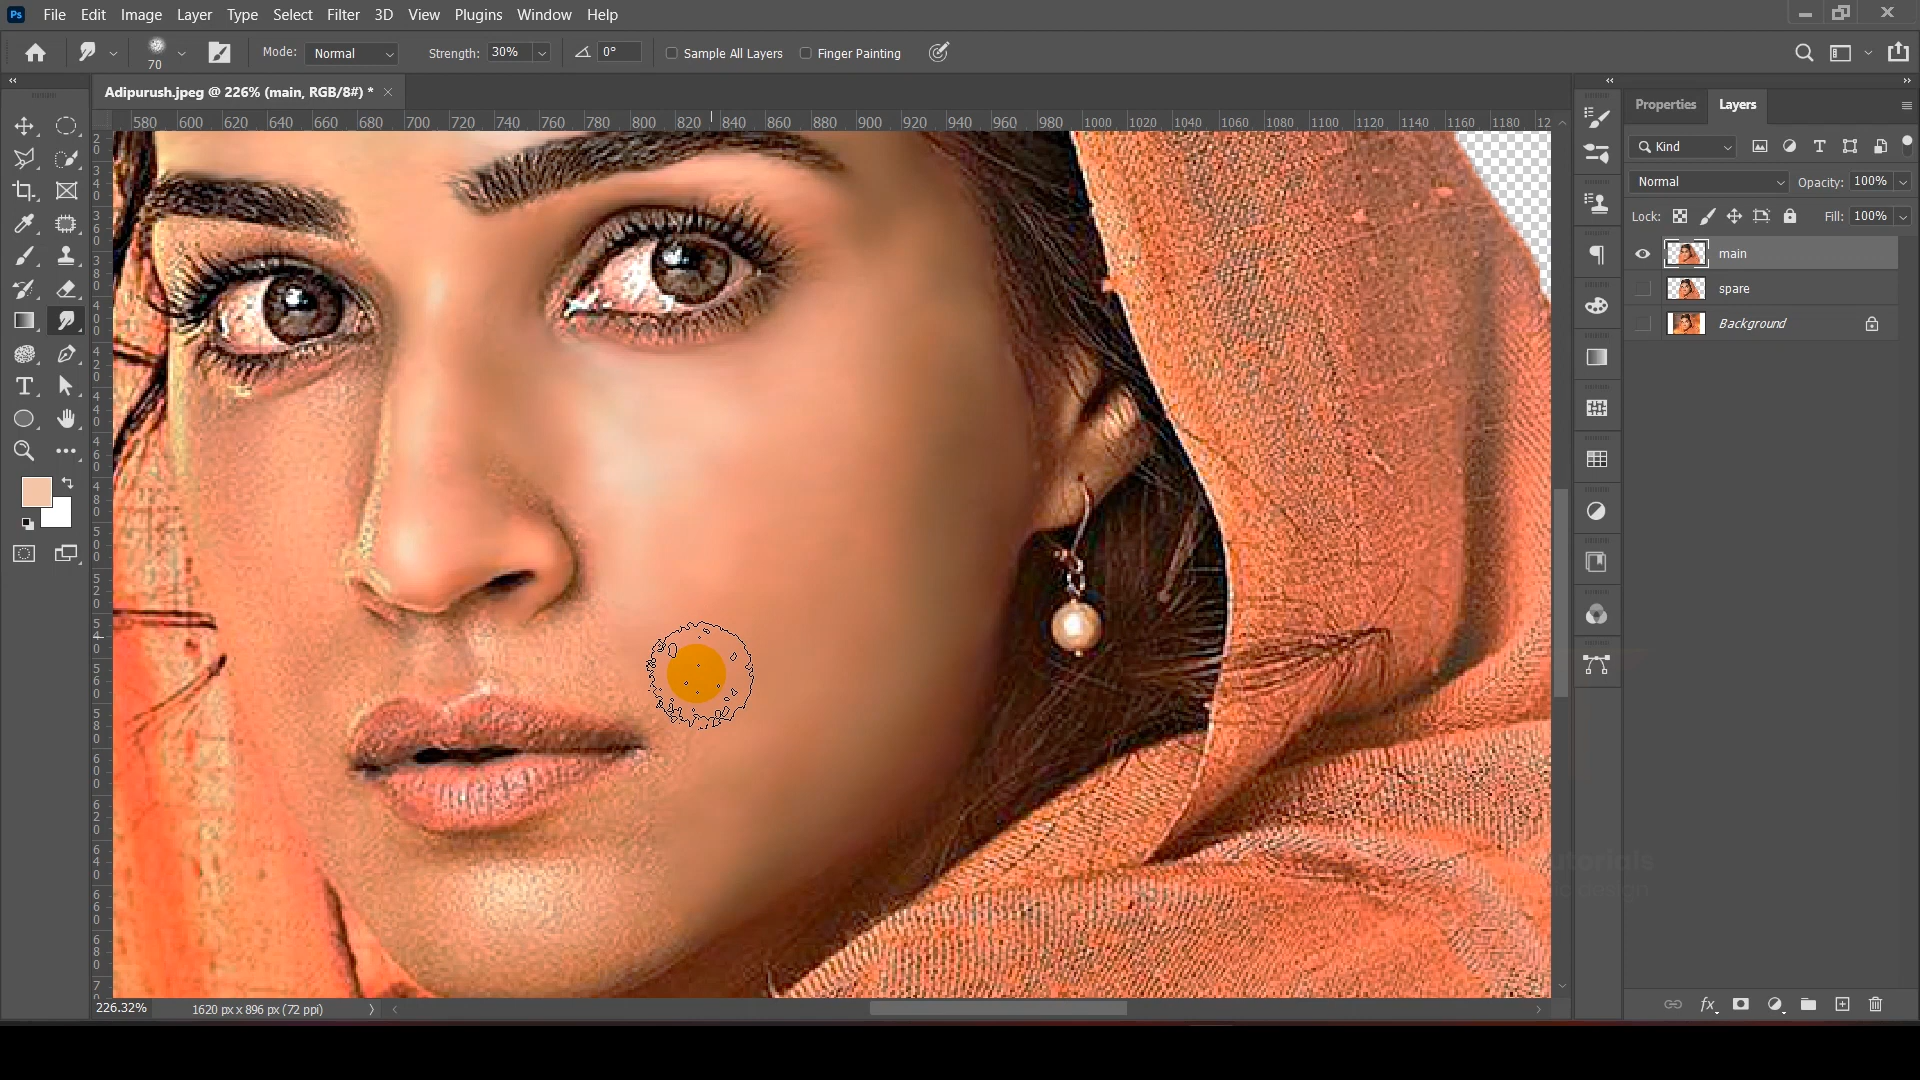 Ps File Edit Image Layer Type Select Filter 3D View Plugins Window Help
70 Mode: Normal Strength: 30% 0° Sample All Layers Finger Painting
Adipurush.jpeg @ 226% (main, RGB/8#) * ×
580 600 620 640 660 680 700 720 740 760 780 800 820 840 860 880 900 920 940 960 980 1000 1020 1040 1060 1080 1100 1120 1140 1160 1180 12
Properties Layers
Kind
Normal Opacity: 100%
Lock: Fill: 100%
main
spare
Background
utorials
design
226.32% 1620 px x 896 px (72 ppi)
fx